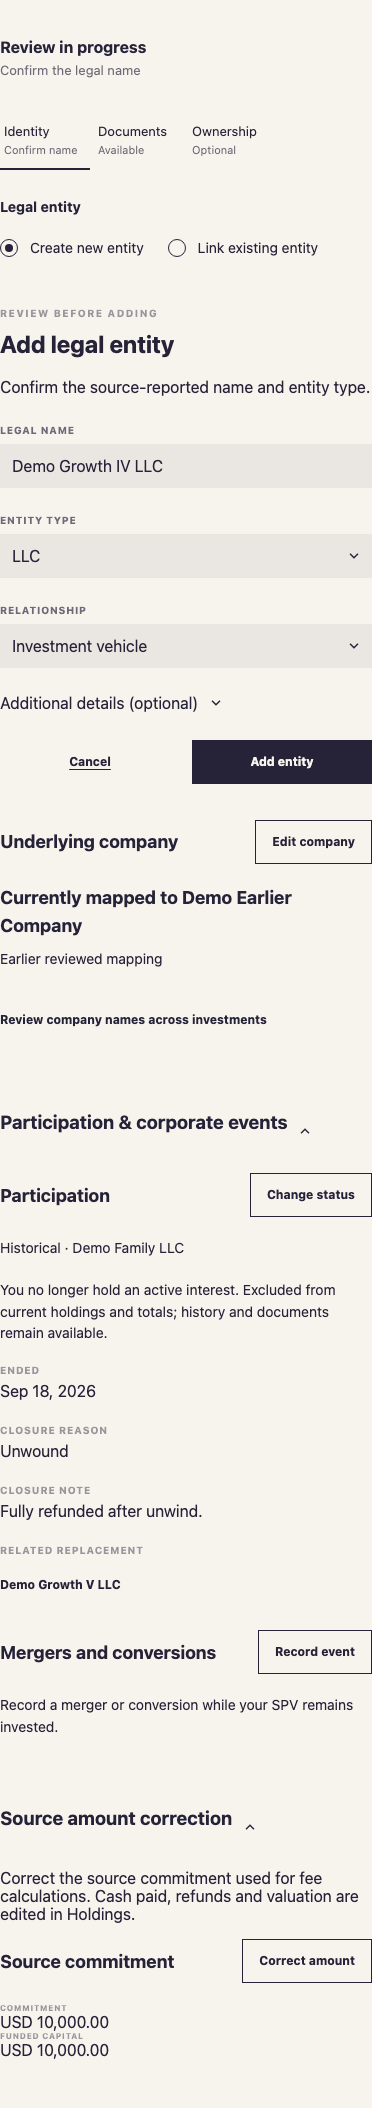 Review in progress
Confirm the legal name
Identity Documents Ownership
Confirm name Available Optional
Legal entity
Create new entity Link existing entity
REVIEW BEFORE ADDING
Add legal entity
Confirm the source-reported name and entity type.
LEGAL NAME
Demo Growth IV LLC
ENTITY TYPE
LLC
RELATIONSHIP
Investment vehicle
Additional details (optional)
Cancel Add entity
Underlying company Edit company
Currently mapped to Demo Earlier
Company
Earlier reviewed mapping
Review company names across investments
Participation & corporate events
Participation Change status
Historical · Demo Family LLC
You no longer hold an active interest. Excluded from
current holdings and totals; history and documents
remain available.
ENDED
Sep 18, 2026
CLOSURE REASON
Unwound
CLOSURE NOTE
Fully refunded after unwind.
RELATED REPLACEMENT
Demo Growth V LLC
Mergers and conversions Record event
Record a merger or conversion while your SPV remains
invested.
Source amount correction
Correct the source commitment used for fee
calculations. Cash paid, refunds and valuation are
edited in Holdings.
Source commitment Correct amount
COMMITMENT
USD 10,000.00
FUNDED CAPITAL
USD 10,000.00